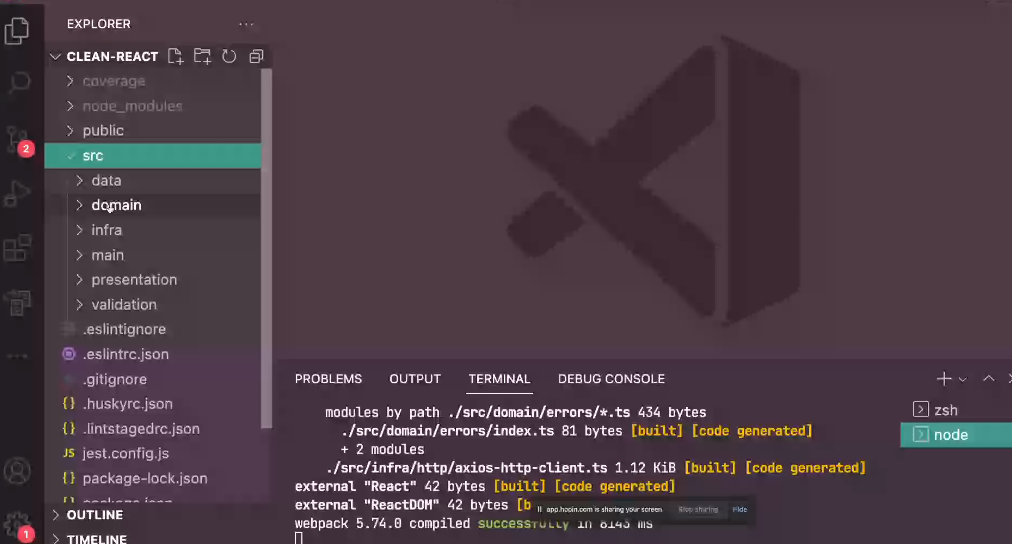 EXPLORER
CLEAN-REACT
coverage
node_modules
public
src
data
domain
infra
main
presentation
validation
.eslintignore
.eslintrc.json
.gitignore
{} .huskyrc.json
{} .lintstagedrc.json
JS jest.config.js
{} package-lock.json
{} package.json
OUTLINE
TIMELINE
2
1
PROBLEMS OUTPUT TERMINAL DEBUG CONSOLE
modules by path ./src/domain/errors/*.ts 434 bytes
./src/domain/errors/index.ts 81 bytes [built] [code generated]
+ 2 modules
./src/infra/http/axios-http-client.ts 1.12 KiB [built] [code generated]
external "React" 42 bytes [built] [code generated]
external "ReactDOM" 42 bytes [b
webpack 5.74.0 compiled successfully in 8143 ms
app.hopin.com is sharing your screen. Stop sharing Hide
zsh
node